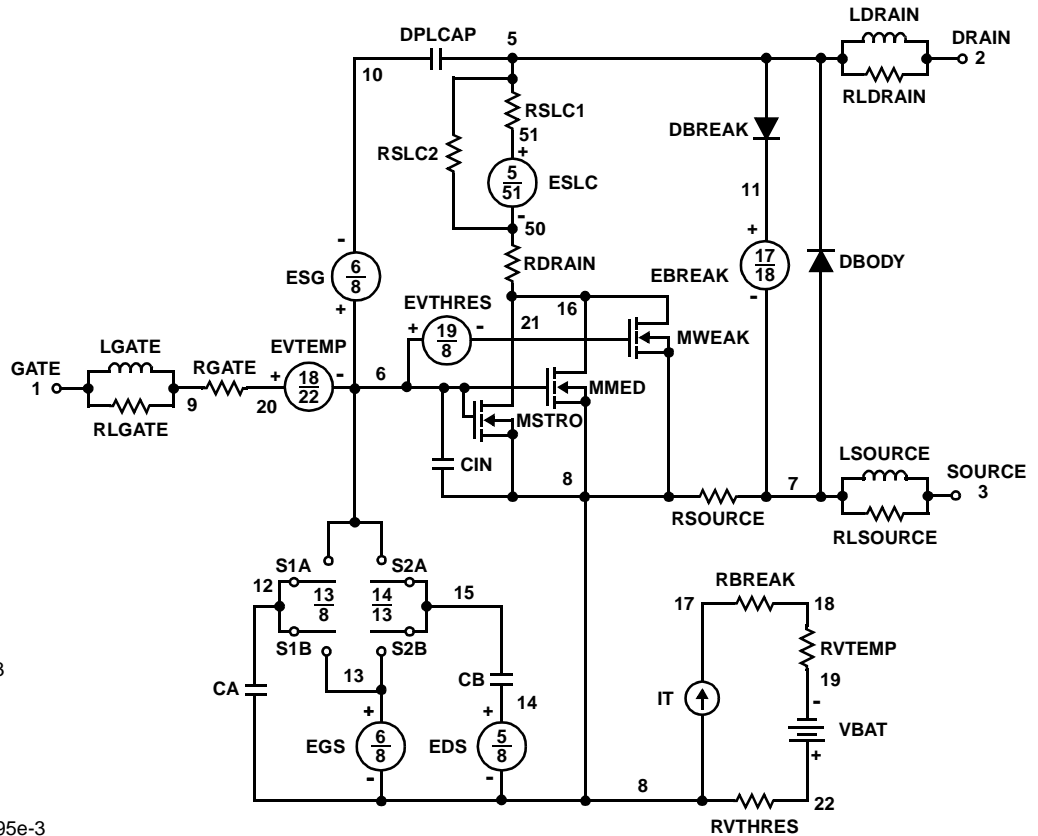 LDRAIN
DPLCAP
5
DRAIN
2
10
RLDRAIN
RSLC1
DBREAK
51
+
RSLC2
5
51
ESLC
11
-
50
-
+
RDRAIN
6
8
ESG
17
18
EBREAK
DBODY
+
EVTHRES
16
-
+
19
8
-
21
MWEAK
LGATE
EVTEMP
GATE
1
RGATE
+
18
22
-
6
MMED
9
20
MSTRO
RLGATE
LSOURCE
CIN
8
7
SOURCE
3
RSOURCE
RLSOURCE
S1A
S2A
12
13
8
14
13
15
RBREAK
17
18
S1B
S2B
RVTEMP
3
13
CB
19
CA
14
IT
-
+
+
VBAT
EGS
6
8
EDS
5
8
+
-
-
8
22
95e-3
RVTHRES